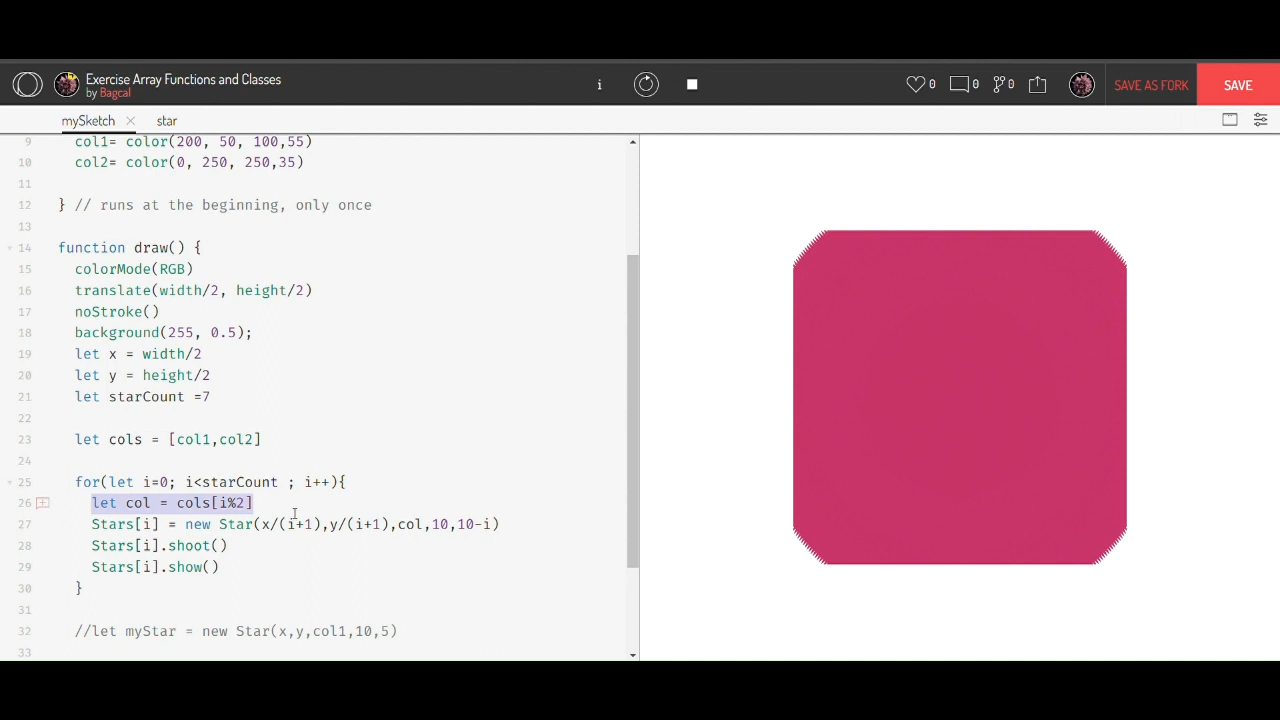 Exercise Array Functions and Classes
by Bagcal
i
0
0
0
SAVE AS FORK
SAVE
mySketch
star
9 col1= color(200, 50, 100,55)
10 col2= color(0, 250, 250,35)
11
12 } // runs at the beginning, only once
13
14 function draw() {
15 colorMode(RGB)
16 translate(width/2, height/2)
17 noStroke()
18 background(255, 0.5);
19 let x = width/2
20 let y = height/2
21 let starCount =7
22
23 let cols = [col1,col2]
24
25 for(let i=0; i<starCount ; i++){
26 let col = cols[i%2]
27 Stars[i] = new Star(x/(i+1),y/(i+1),col,10,10-i)
28 Stars[i].shoot()
29 Stars[i].show()
30 }
31
32 //let myStar = new Star(x,y,col1,10,5)
33